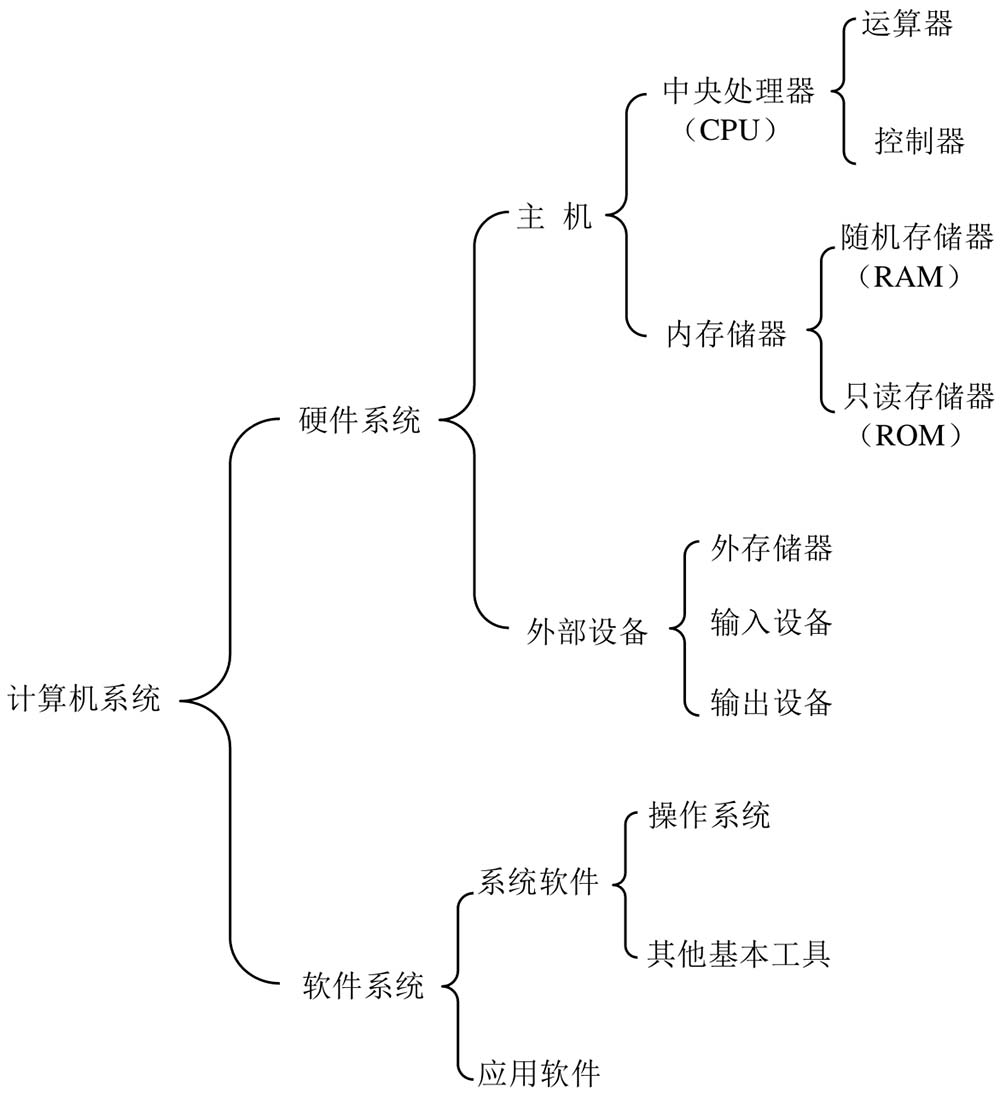 运算器
中央处理器
（CPU）
控制器
主 机
随机存储器
（RAM）
内存储器
只读存储器
（ROM）
硬件系统
外存储器
输入设备
外部设备
输出设备
计算机系统
操作系统
系统软件
其他基本工具
软件系统
应用软件